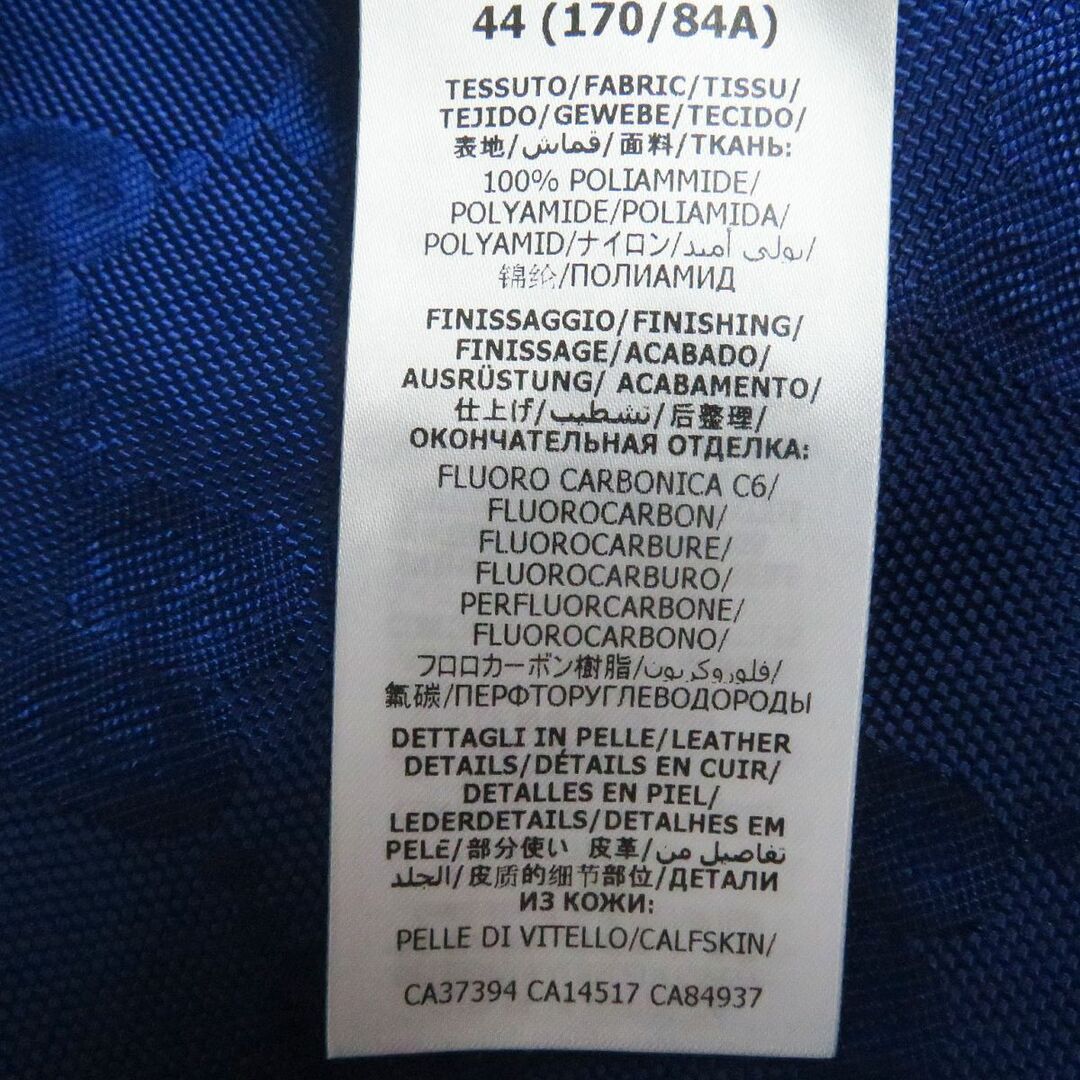 44 (170/84A)
TESSUTO/FABRIC/TISSU/
TEJIDO/GEWEBE/TECIDO/
表地/قماش/面料/ТКАНЬ:
100% POLIAMMIDE/
POLYAMIDE/POLIAMIDA/
POLYAMID/ナイロン/بولي أميد/
锦纶/ПОЛИАМИД
FINISSAGGIO/FINISHING/
FINISSAGE/ACABADO/
AUSRÜSTUNG/ ACABAMENTO/
仕上げ/تشطيب/后整理/
ОКОНЧАТЕЛЬНАЯ ОТДЕЛКА:
FLUORO CARBONICA C6/
FLUOROCARBON/
FLUOROCARBURE/
FLUOROCARBURO/
PERFLUORCARBONE/
FLUOROCARBONO/
フロロカーボン樹脂/فلوروكربون/
氟碳/ПЕРФТОРУГЛЕВОДОРОДЫ
DETTAGLI IN PELLE/LEATHER
DETAILS/DÉTAILS EN CUIR/
DETALLES EN PIEL/
LEDERDETAILS/DETALHES EM
PELE/部分使い 皮革/تفاصيل من
الجلد/皮质的细节部位/ДЕТАЛИ
ИЗ КОЖИ:
PELLE DI VITELLO/CALFSKIN/
CA37394 CA14517 CA84937